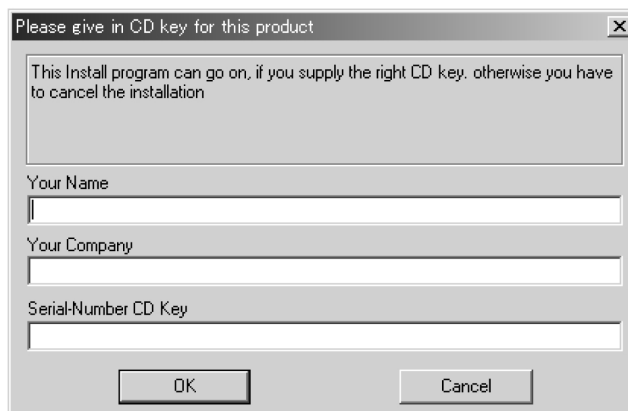 Please give in CD key for this product
This Install program can go on, if you supply the right CD key. otherwise you have
to cancel the installation
Your Name
Your Company
Serial-Number CD Key
OK
Cancel